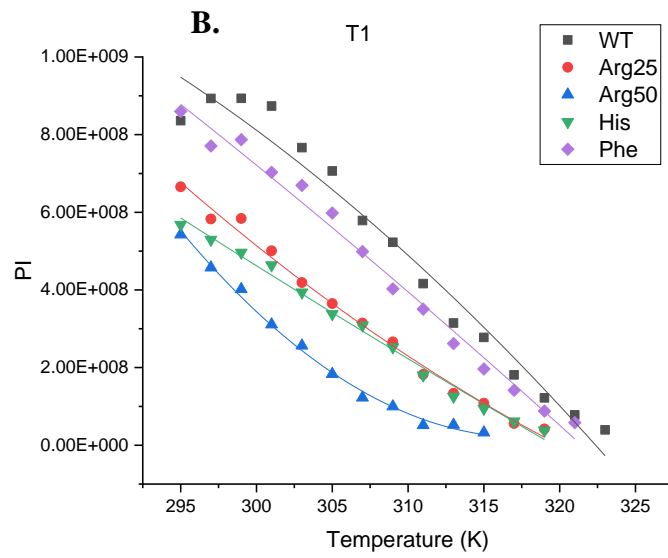 B.
T1
WT
Arg25
Arg50
His
Phe
PI
1.00E+009
8.00E+008
6.00E+008
4.00E+008
2.00E+008
0.00E+000
295 300 305 310 315 320 325
Temperature (K)